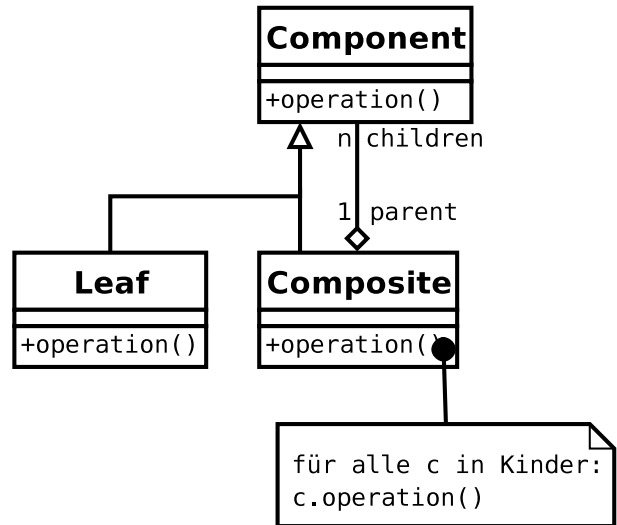 Component
+operation()
n children
1 parent
Leaf
Composite
+operation()
+operation()
für alle c in Kinder:
c.operation()